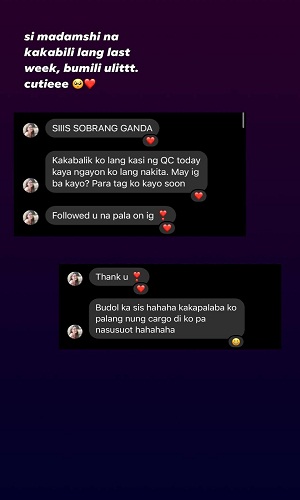 si madamshi na
kakabili lang last
week, bumili ulittt.
cutieee 🥺❤️
SIIIS SOBRANG GANDA
Kakabalik ko lang kasi ng QC today
kaya ngayon ko lang nakita. May ig
ba kayo? Para tag ko kayo soon
Followed u na pala on ig ❣️
Thank u ❣️
Budol ka sis hahaha kakapalaba ko
palang nung cargo di ko pa
nasusuot hahahaha